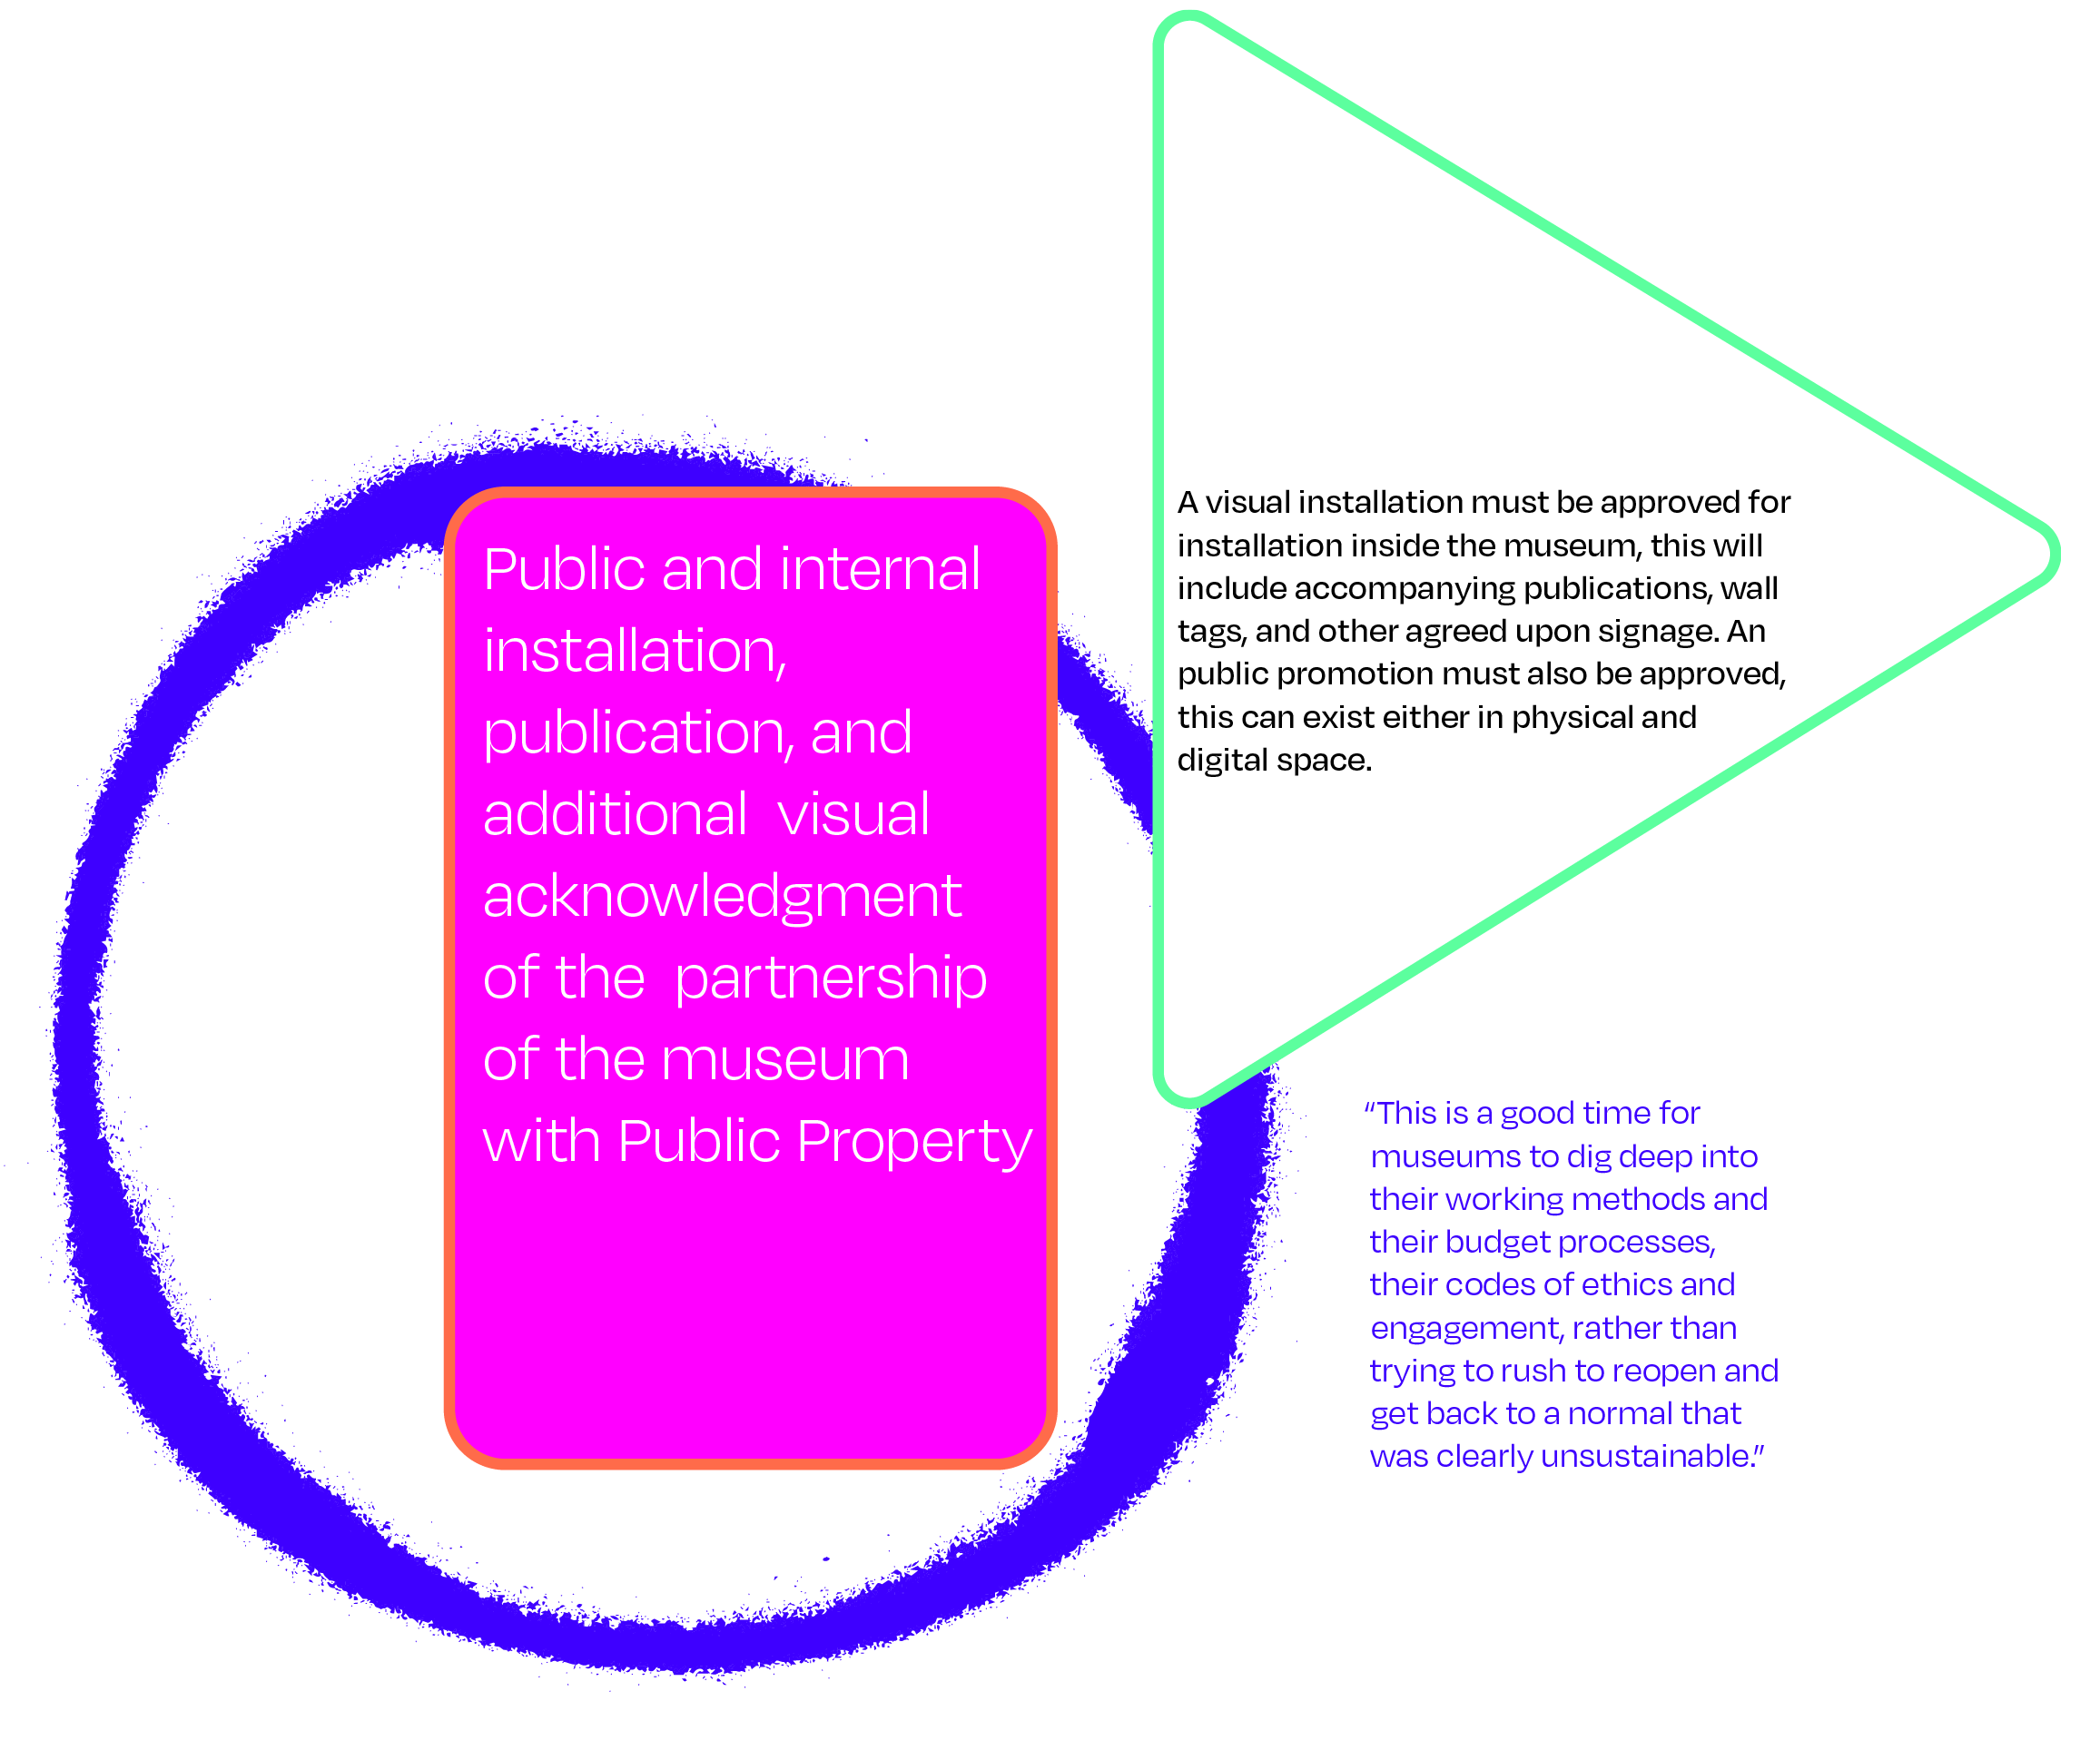 Public and internal
installation,
publication, and
additional  visual
acknowledgment
of the  partnership
of the museum
with Public Property
A visual installation must be approved for
installation inside the museum, this will
include accompanying publications, wall
tags, and other agreed upon signage. An
public promotion must also be approved,
this can exist either in physical and
digital space.
“This is a good time for
museums to dig deep into
their working methods and
their budget processes,
their codes of ethics and
engagement, rather than
trying to rush to reopen and
get back to a normal that
was clearly unsustainable.”